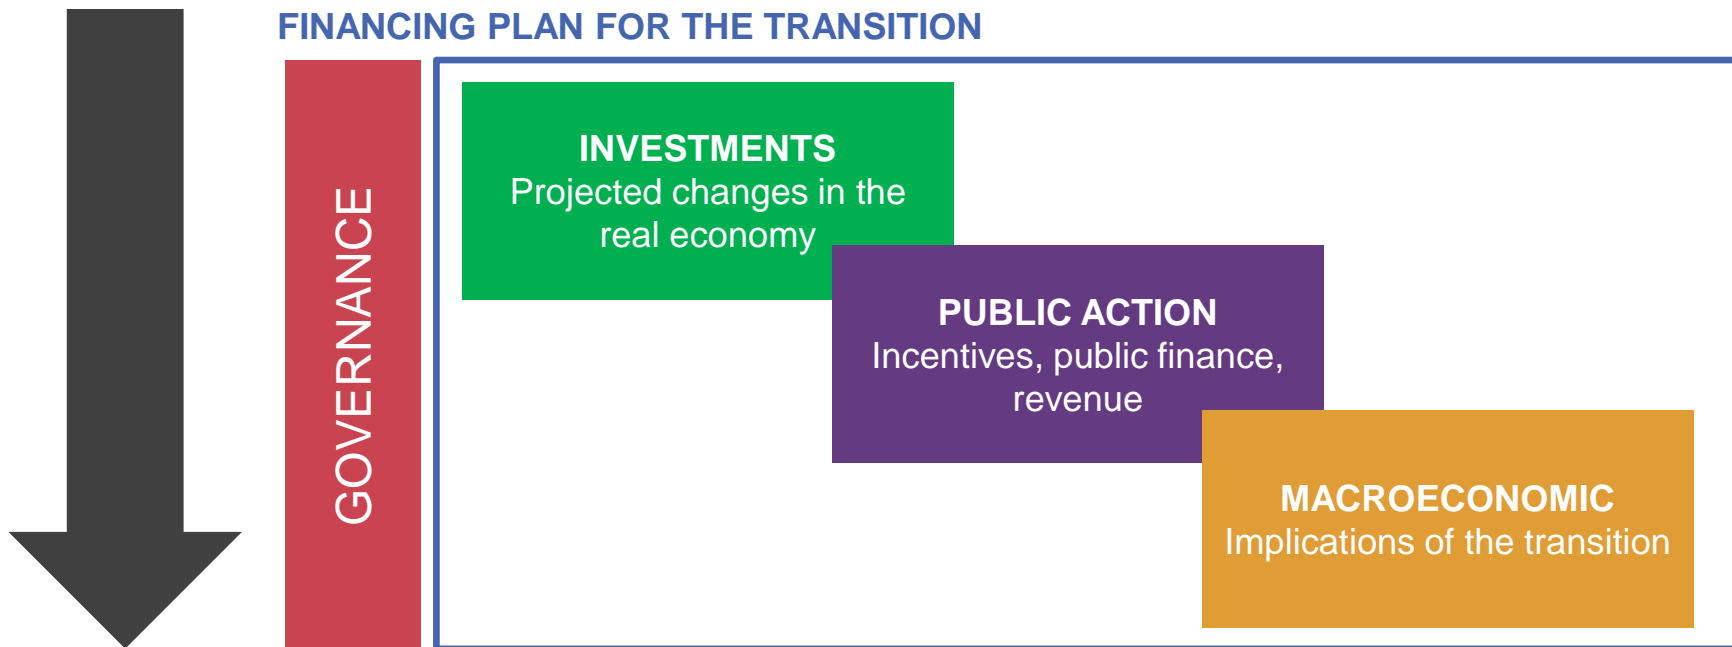 FINANCING PLAN FOR THE TRANSITION
GOVERNANCE
INVESTMENTS
Projected changes in the
real economy
PUBLIC ACTION
Incentives, public finance,
revenue
MACROECONOMIC
Implications of the transition